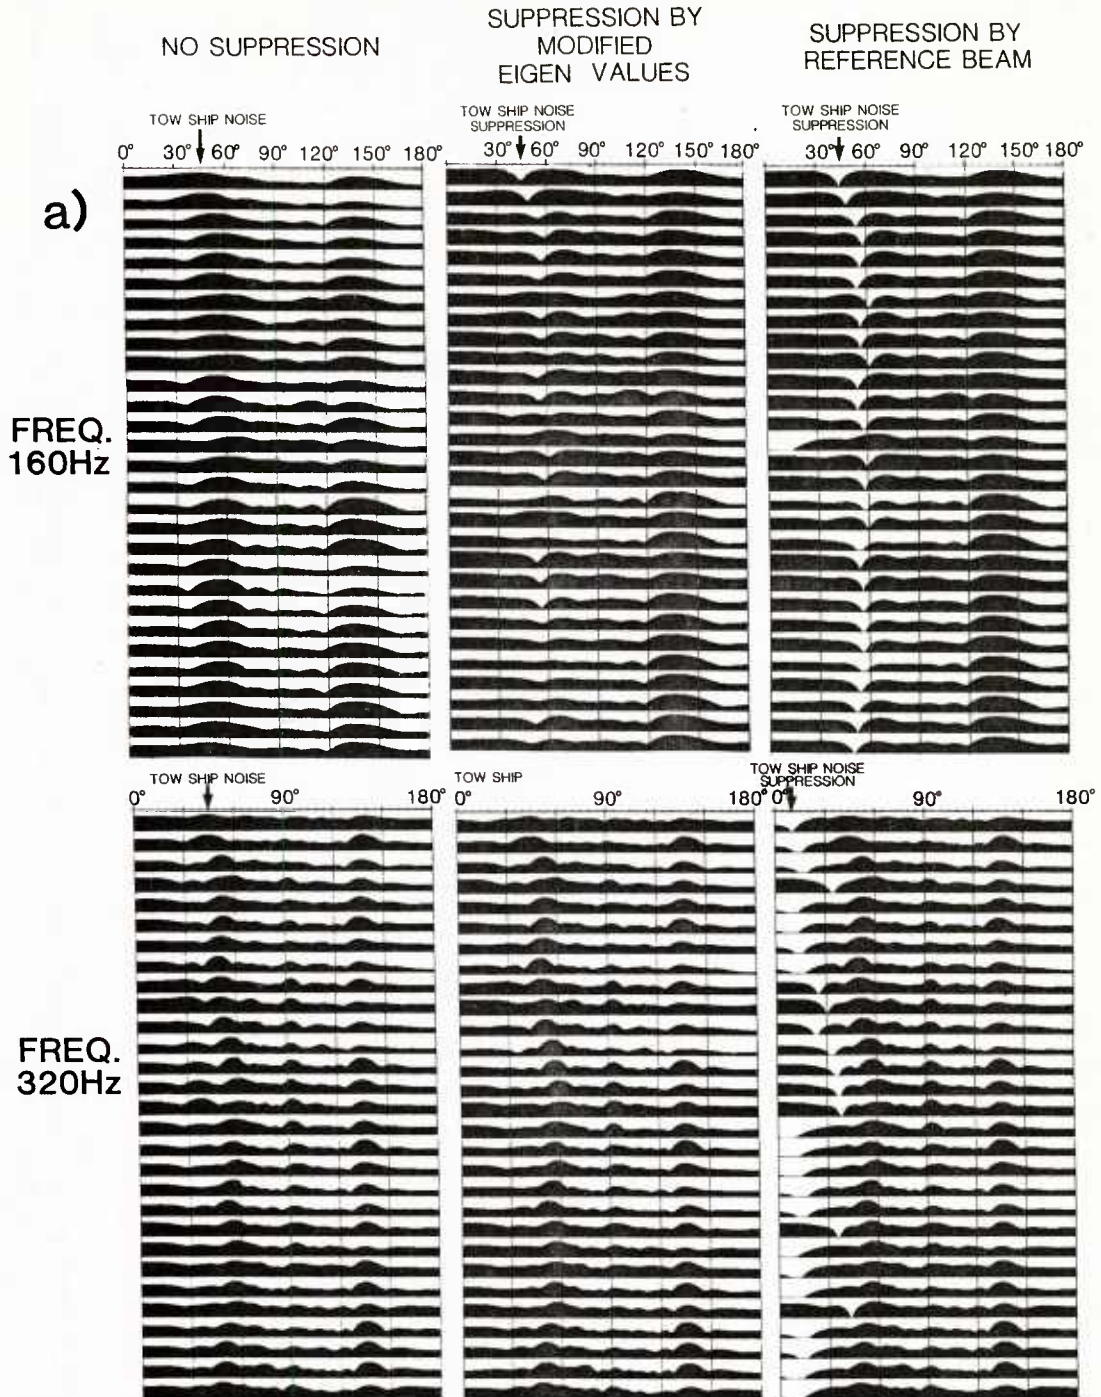 NO SUPPRESSION
SUPPRESSION BY
MODIFIED
EIGEN VALUES
SUPPRESSION BY
REFERENCE BEAM
TOW SHIP NOISE
TOW SHIP NOISE
SUPPRESSION
TOW SHIP NOISE
SUPPRESSION
0° 30° 60° 90° 120° 150° 180°
30° 60° 90° 120° 150° 180°
30° 60° 90° 120° 150° 180°
a)
FREQ.
160Hz
TOW SHIP NOISE
TOW SHIP
TOW SHIP NOISE
SUPPRESSION
0° 90° 180°
0° 90° 180°
0° 90° 180°
FREQ.
320Hz